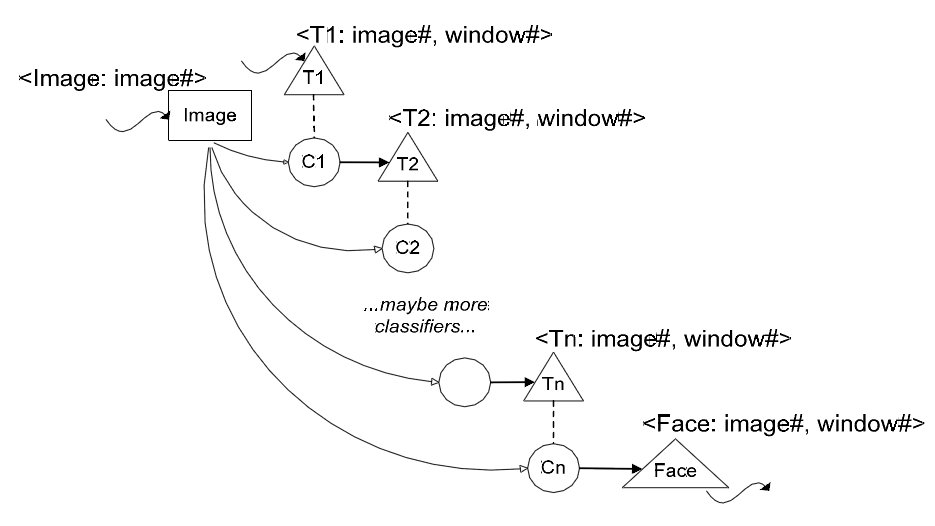 <T1: image#, window#>
<Image: image#>
T1
Image
<T2: image#, window#>
C1
T2
C2
...maybe more
classifiers...
<Tn: image#, window#>
Tn
<Face: image#, window#>
Cn
Face